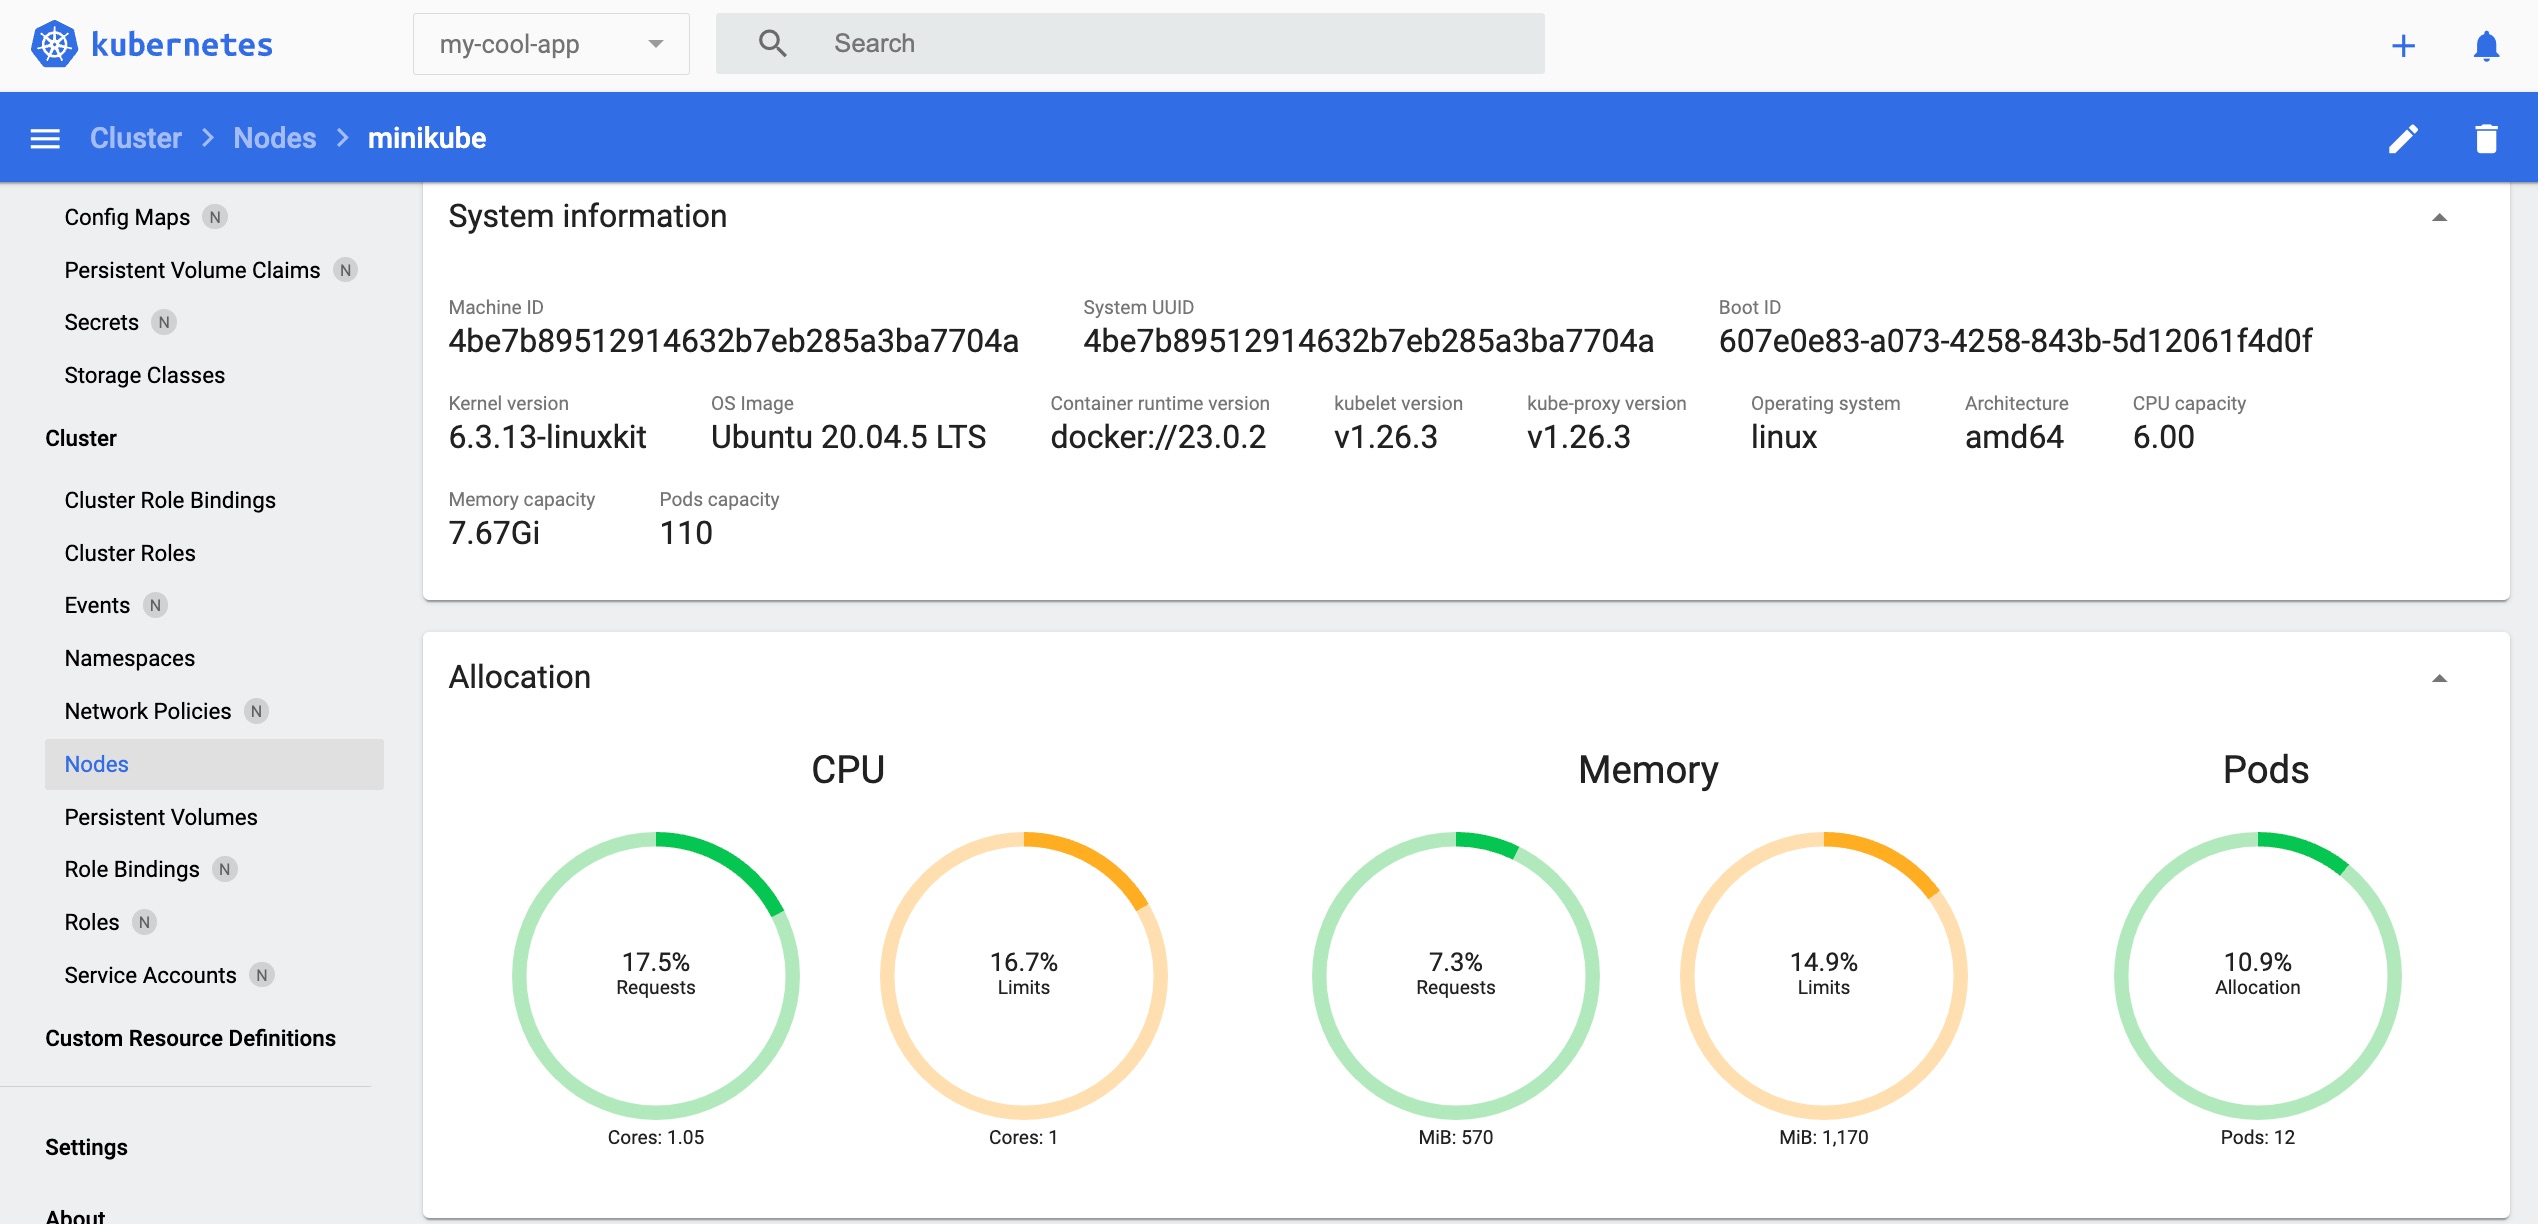 kubernetes
my-cool-app
Search
Cluster > Nodes > minikube
Config Maps N
Persistent Volume Claims N
Secrets N
Storage Classes
Cluster
Cluster Role Bindings
Cluster Roles
Events N
Namespaces
Network Policies N
Nodes
Persistent Volumes
Role Bindings N
Roles N
Service Accounts N
Custom Resource Definitions
Settings
About
System information
Machine ID System UUID Boot ID
4be7b89512914632b7eb285a3ba7704a 4be7b89512914632b7eb285a3ba7704a 607e0e83-a073-4258-843b-5d12061f4d0f
Kernel version OS Image Container runtime version kubelet version kube-proxy version Operating system Architecture CPU capacity
6.3.13-linuxkit Ubuntu 20.04.5 LTS docker://23.0.2 v1.26.3 v1.26.3 linux amd64 6.00
Memory capacity Pods capacity
7.67Gi 110
Allocation
CPU Memory Pods
17.5% 16.7% 7.3% 14.9% 10.9%
Requests Limits Requests Limits Allocation
Cores: 1.05 Cores: 1 MiB: 570 MiB: 1,170 Pods: 12